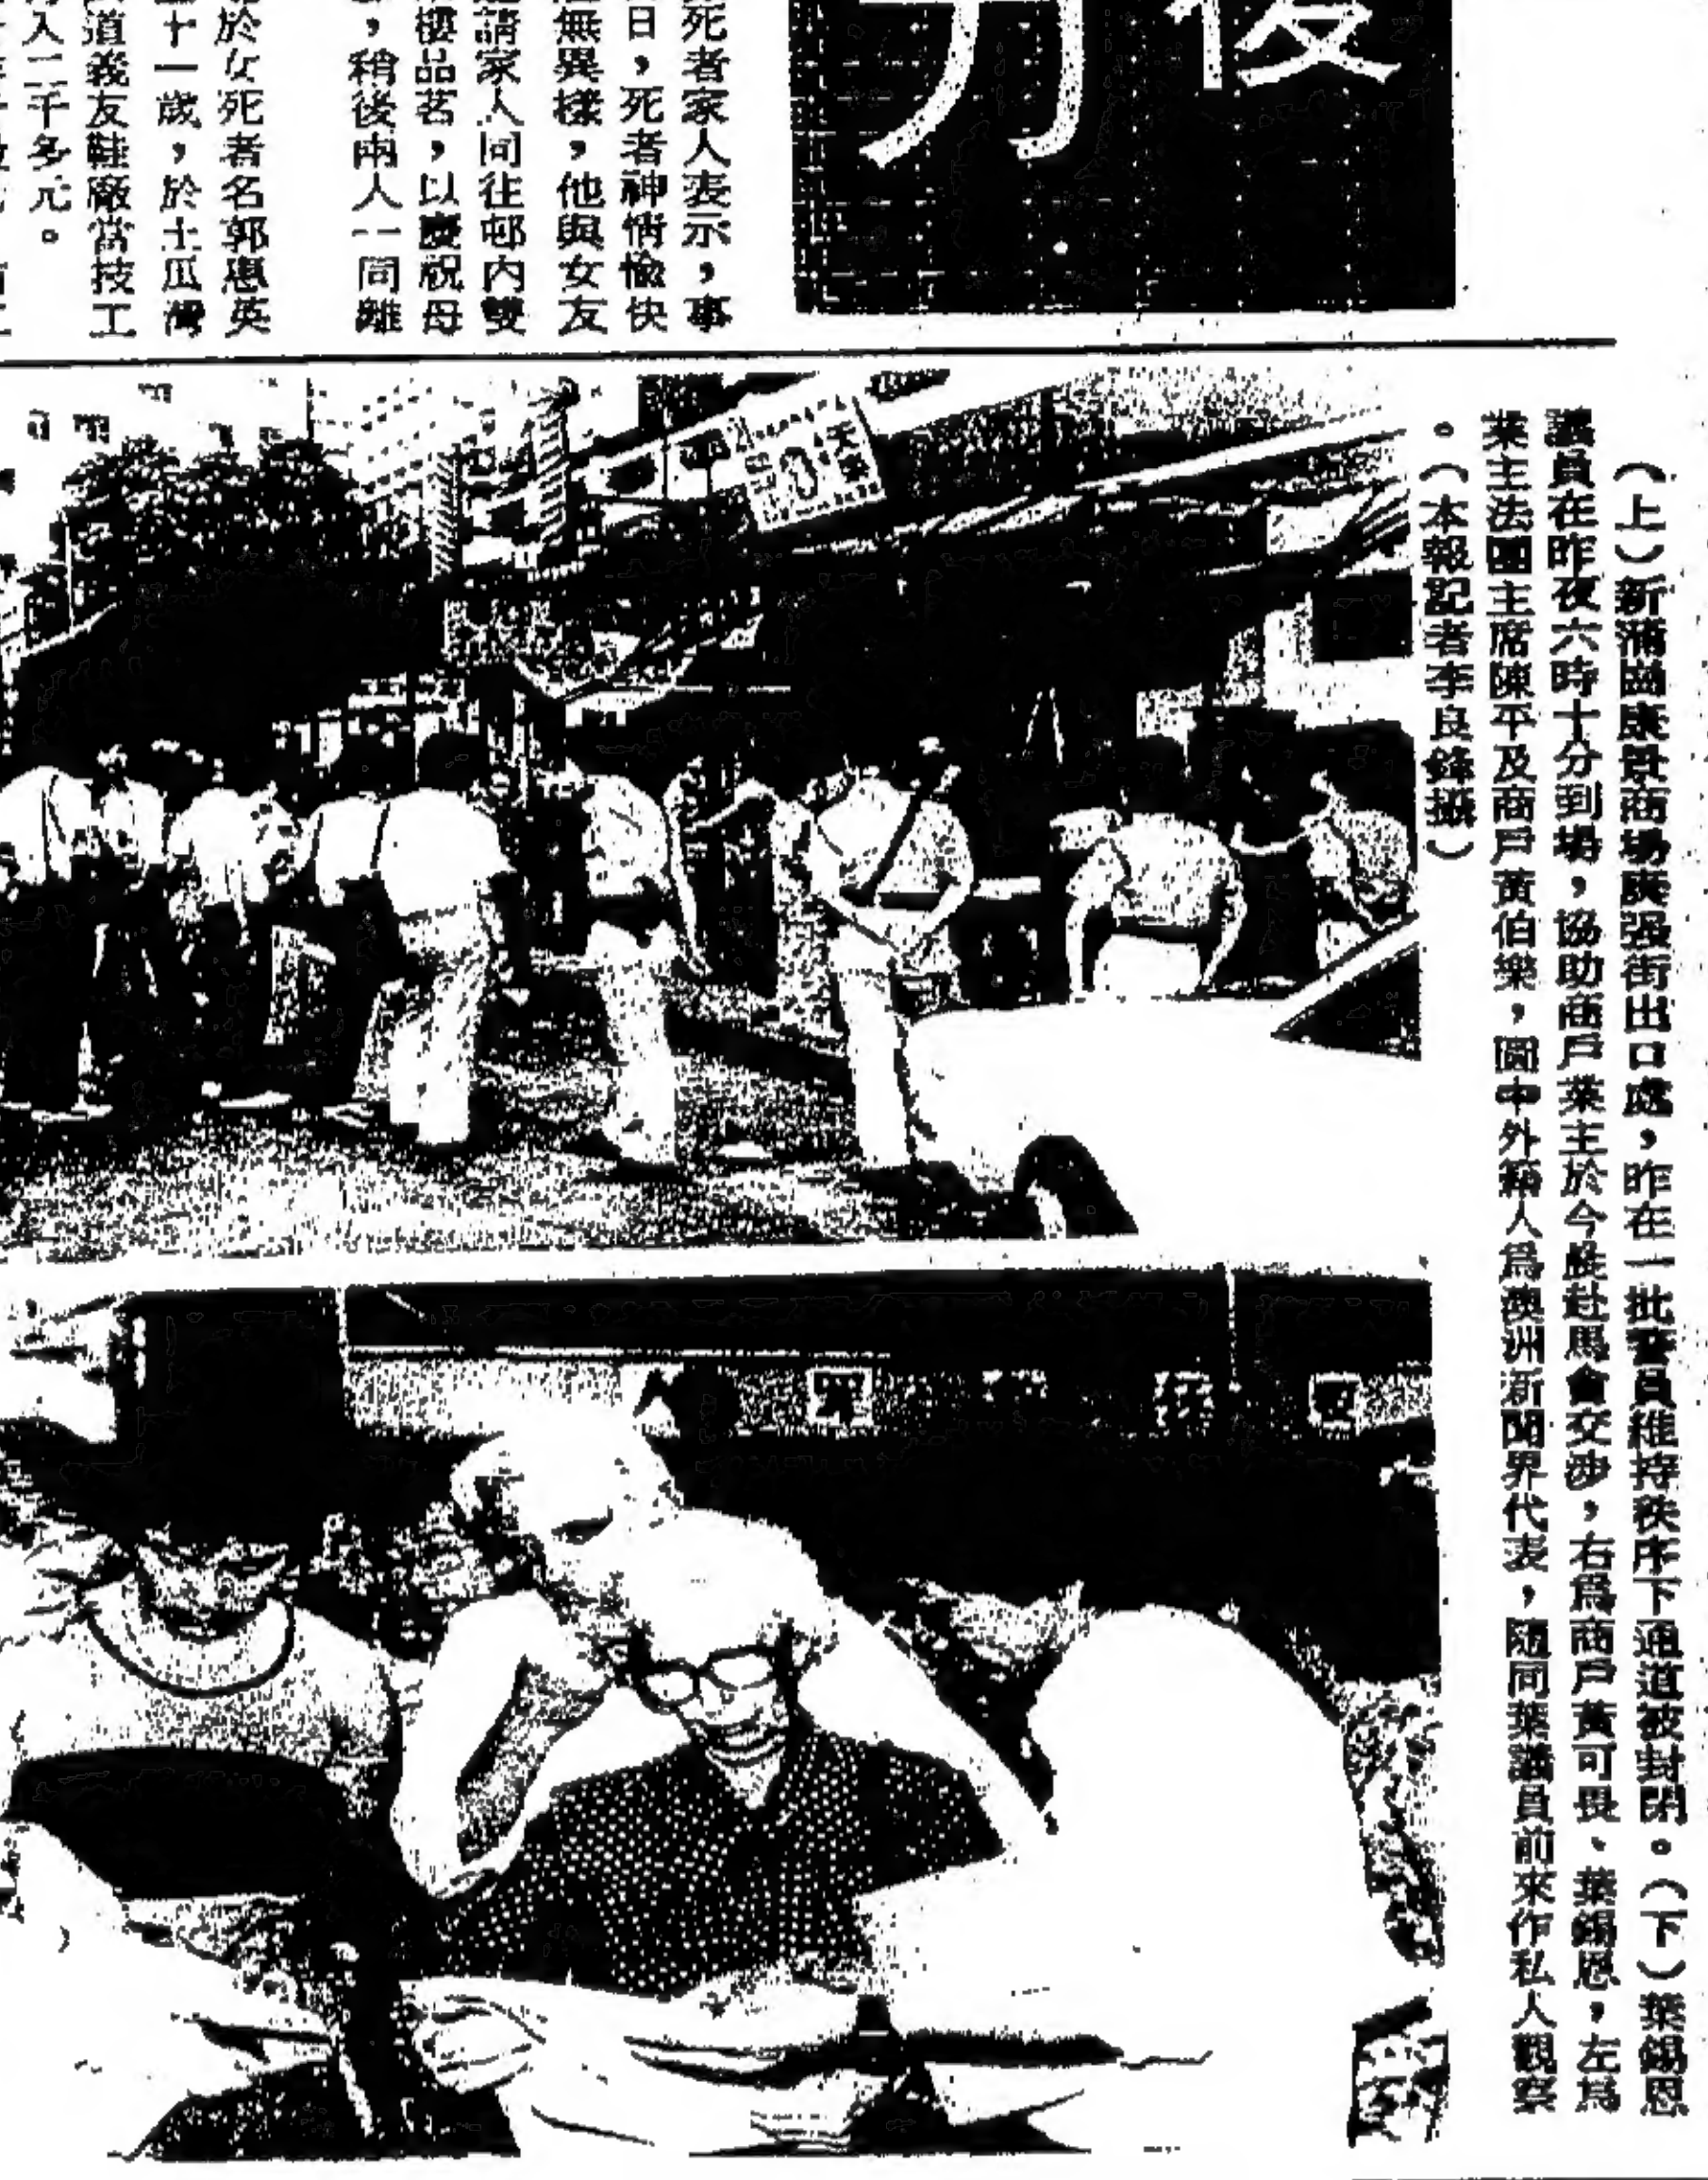 後
力
死者家人表示，事
日，死者神情愉快
無異樣，他與女友
請家人同往邨內雙
樓品茗，以慶祝母
，稍後兩人一同離
於女死者名郭惠英
十一歲，於土瓜灣
道義友鞋廠當技工
入二千多元。
（上）新蒲崗康景商場康强街出口處，昨在一批警員維持秩序下通道被封閉。（下）葉錫恩
議員在昨夜六時十分到場，協助商戶業主於今晨赴馬會交涉，右爲商戶黃可畏、葉錫恩，左爲
業主法團主席陳平及商戶黃伯樂，圖中外籍人爲澳洲新聞界代表，隨同葉議員前來作私人觀察
。（本報記者李良鋒攝）